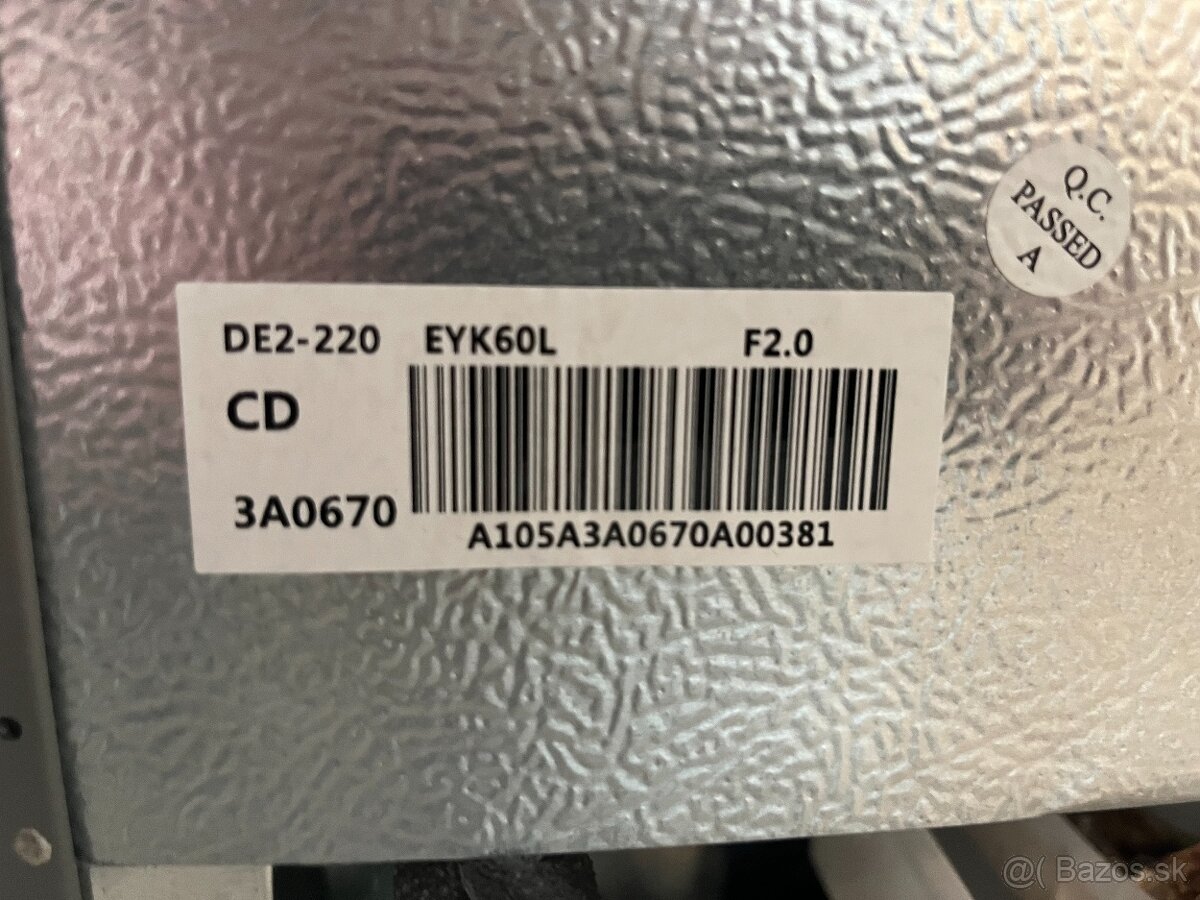 Q.C.
PASSED
A
DE2-220 EYK60L F2.0
CD
3A0670
A105A3A0670A00381
@( Bazos.sk